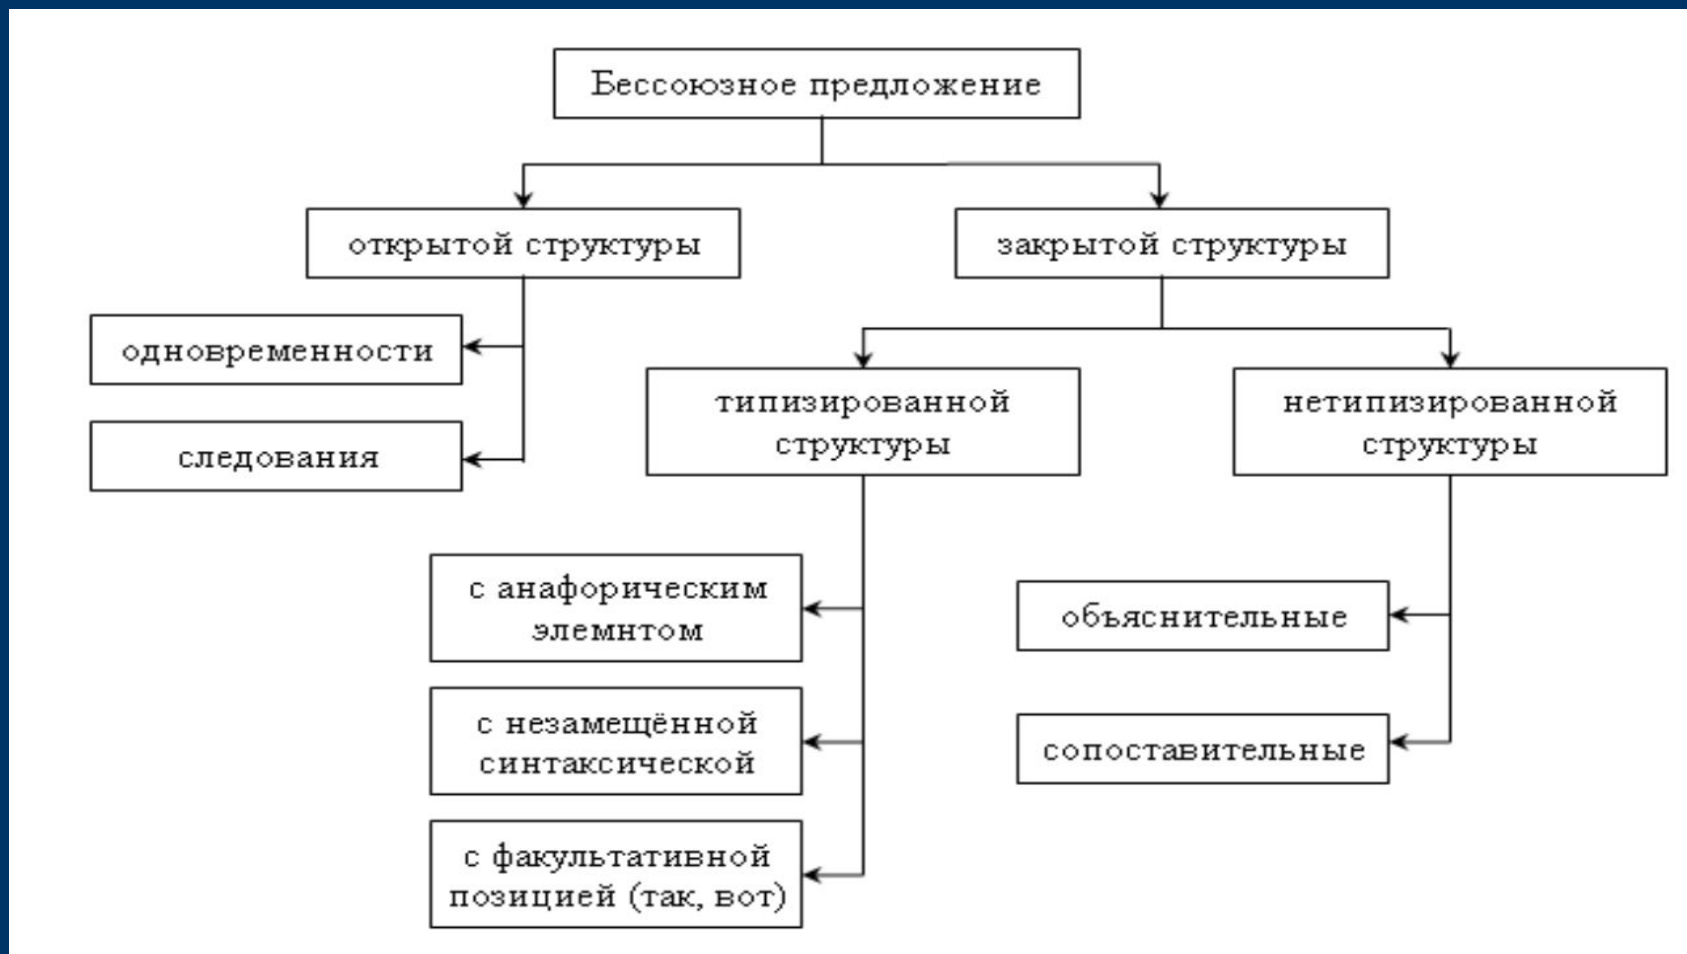 Бессоюзное предложение
открытой структуры
закрытой структуры
одновременности
следования
типизированной
структуры
нетипизированной
структуры
с анафорическим
элемнтом
с незамещённой
синтаксической
с факультативной
позицией (так, вот)
объяснительные
сопоставительные